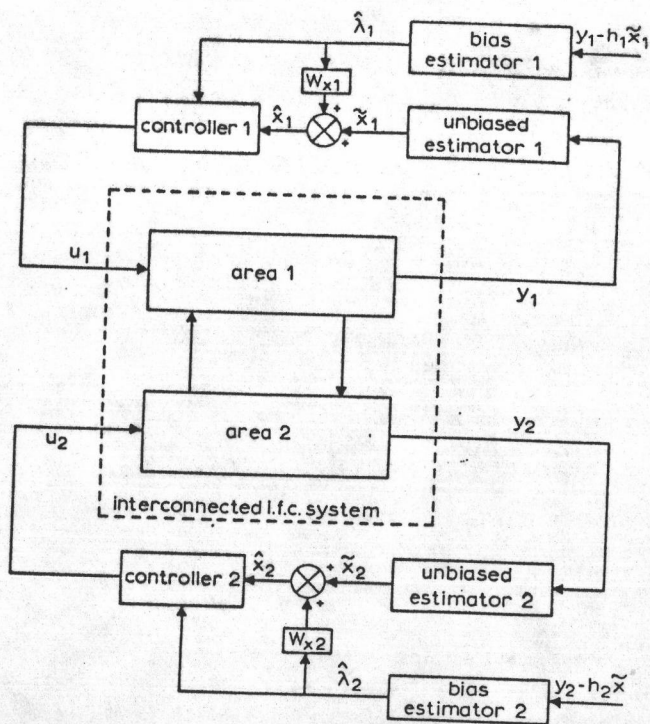 λ̂₁
bias
estimator 1
y₁-h₁x̃₁
Wₓ₁
+
controller 1
x̂₁
x̃₁
+
unbiased
estimator 1
u₁
area 1
y₁
area 2
u₂
y₂
interconnected l.f.c. system
controller 2
x̂₂
+
x̃₂
+
unbiased
estimator 2
Wₓ₂
λ̂₂
bias
estimator 2
y₂-h₂x̃